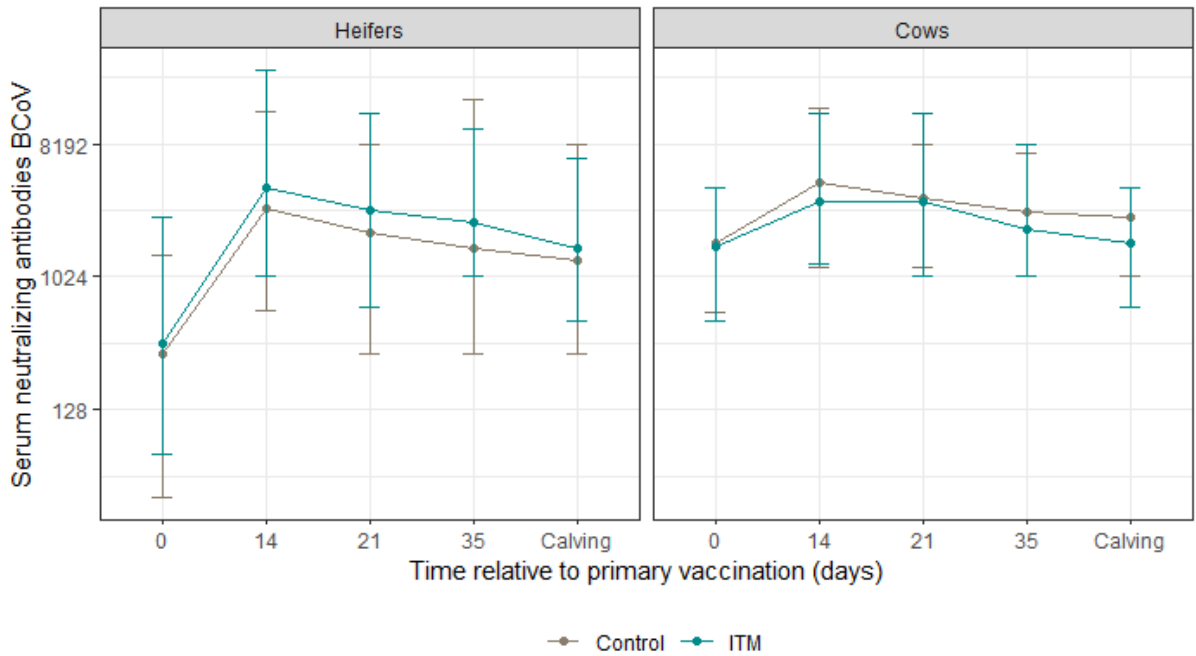 Heifers Cows
Serum neutralizing antibodies BCoV
8192
1024
128
0 14 21 35 Calving 0 14 21 35 Calving
Time relative to primary vaccination (days)
Control ITM